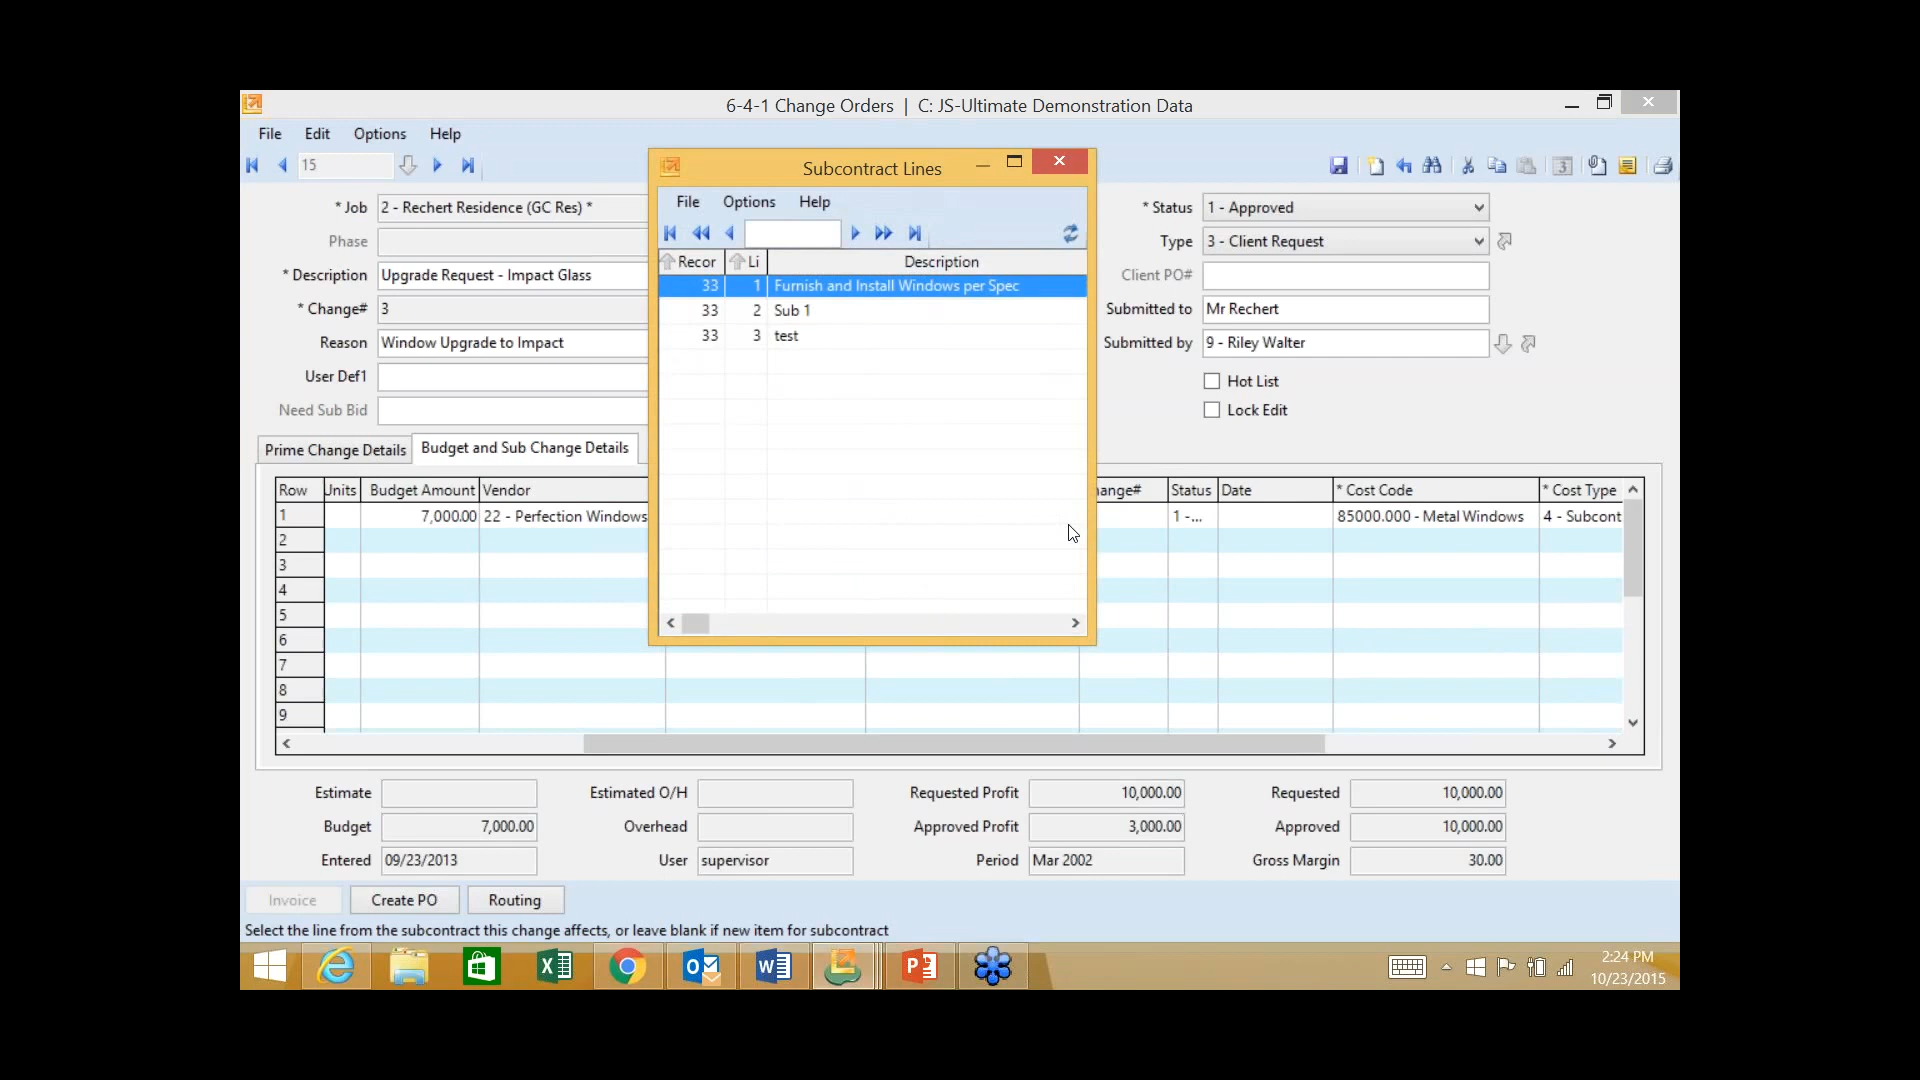 6-4-1 Change Orders | C: JS-Ultimate Demonstration Data
File Edit Options Help
15
Subcontract Lines
File Options Help
Recor Li Description
33 1 Furnish and Install Windows per Spec
33 2 Sub 1
33 3 test
* Job 2 - Rechert Residence (GC Res) *
Phase
* Description Upgrade Request - Impact Glass
* Change# 3
Reason Window Upgrade to Impact
User Def1
Need Sub Bid
* Status 1 - Approved
Type 3 - Client Request
Client PO#
Submitted to Mr Rechert
Submitted by 9 - Riley Walter
Hot List
Lock Edit
Prime Change Details Budget and Sub Change Details
Row Units Budget Amount Vendor ange# Status Date * Cost Code * Cost Type
1 7,000.00 22 - Perfection Windows 1 -... 85000.000 - Metal Windows 4 - Subcont
2
3
4
5
6
7
8
9
Estimate Estimated O/H Requested Profit 10,000.00 Requested 10,000.00
Budget 7,000.00 Overhead Approved Profit 3,000.00 Approved 10,000.00
Entered 09/23/2013 User supervisor Period Mar 2002 Gross Margin 30.00
Invoice Create PO Routing
Select the line from the subcontract this change affects, or leave blank if new item for subcontract
2:24 PM
10/23/2015